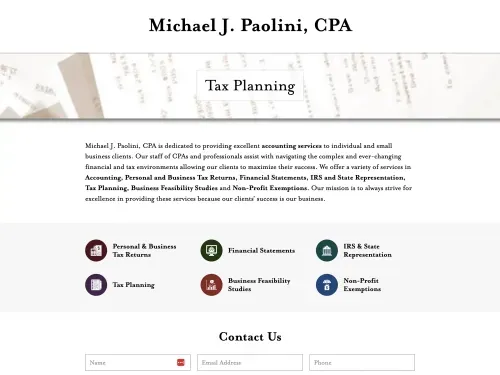 Michael J. Paolini, CPA
Tax Planning
Michael J. Paolini, CPA is dedicated to providing excellent accounting services to individual and small
business clients. Our staff of CPAs and professionals assist with navigating the complex and ever-changing
financial and tax environments allowing our clients to maximize their success. We offer a variety of services in
Accounting, Personal and Business Tax Returns, Financial Statements, IRS and State Representation,
Tax Planning, Business Feasibility Studies and Non-Profit Exemptions. Our mission is to always strive for
excellence in providing these services because our clients' success is our business.
Personal & Business
Tax Returns
Financial Statements
IRS & State
Representation
Tax Planning
Business Feasibility
Studies
Non-Profit
Exemptions
Contact Us
Name
Email Address
Phone